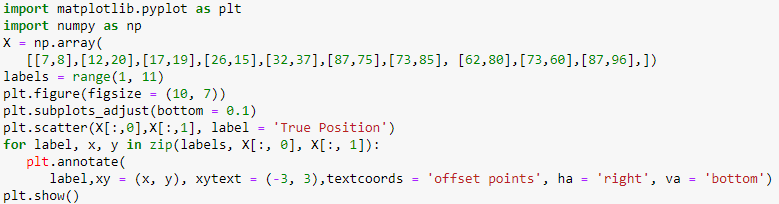 import matplotlib.pyplot as plt
import numpy as np
X = np.array(
    [[7,8],[12,20],[17,19],[26,15],[32,37],[87,75],[73,85], [62,80],[73,60],[87,96],])
labels = range(1, 11)
plt.figure(figsize = (10, 7))
plt.subplots_adjust(bottom = 0.1)
plt.scatter(X[:,0],X[:,1], label = 'True Position')
for label, x, y in zip(labels, X[:, 0], X[:, 1]):
    plt.annotate(
        label,xy = (x, y), xytext = (-3, 3),textcoords = 'offset points', ha = 'right', va = 'bottom')
plt.show()